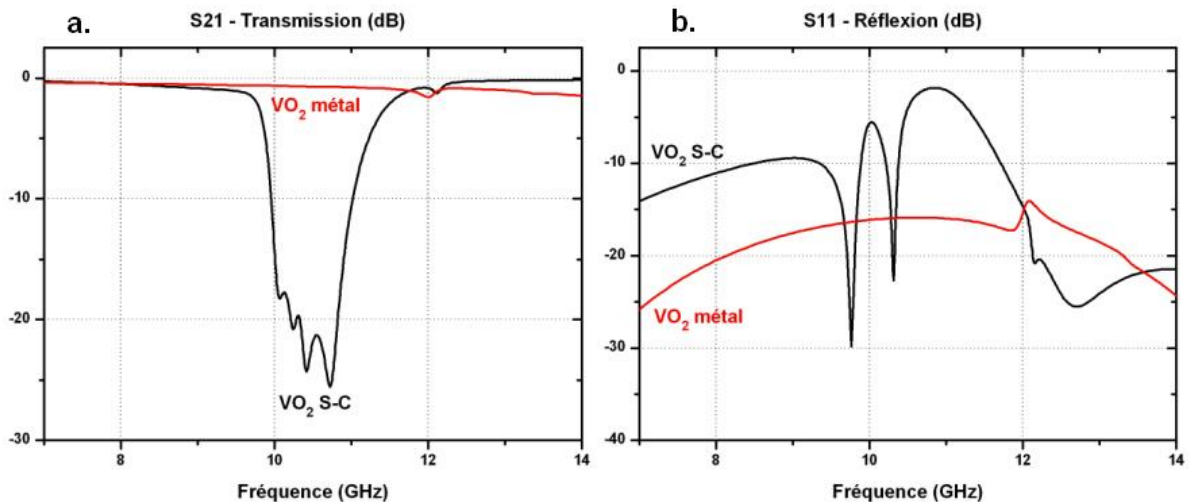 a.
S21 - Transmission (dB)
0
-10
-20
-30
VO2 métal
VO2 S-C
8
10
12
14
Fréquence (GHz)
b.
S11 - Réflexion (dB)
0
-10
-20
-30
-40
VO2 S-C
VO2 métal
8
10
12
14
Fréquence (GHz)